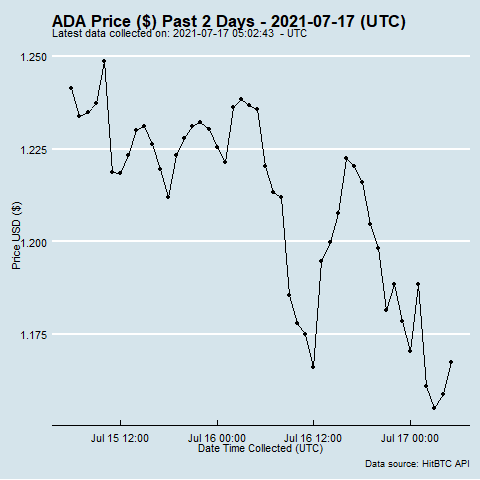 ADA Price ($) Past 2 Days - 2021-07-17 (UTC)
Latest data collected on: 2021-07-17 05:02:43  - UTC
1.250
1.225
1.200
1.175
Price USD ($)
Jul 15 12:00
Jul 16 00:00
Jul 16 12:00
Jul 17 00:00
Date Time Collected (UTC)
Data source: HitBTC API